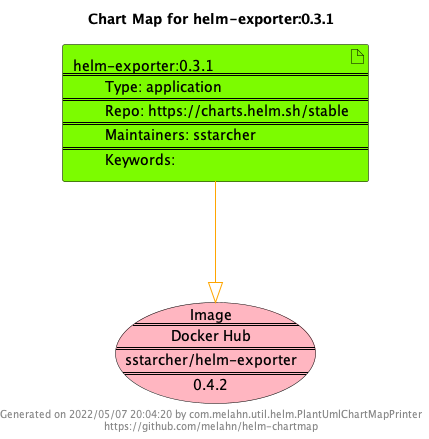 Chart Map for helm-exporter:0.3.1
helm-exporter:0.3.1
Type: application
Repo: https://charts.helm.sh/stable
Maintainers: sstarcher
Keywords:
Image
Docker Hub
sstarcher/helm-exporter
0.4.2
Generated on 2022/05/07 20:04:20 by com.melahn.util.helm.PlantUmlChartMapPrinter
https://github.com/melahn/helm-chartmap